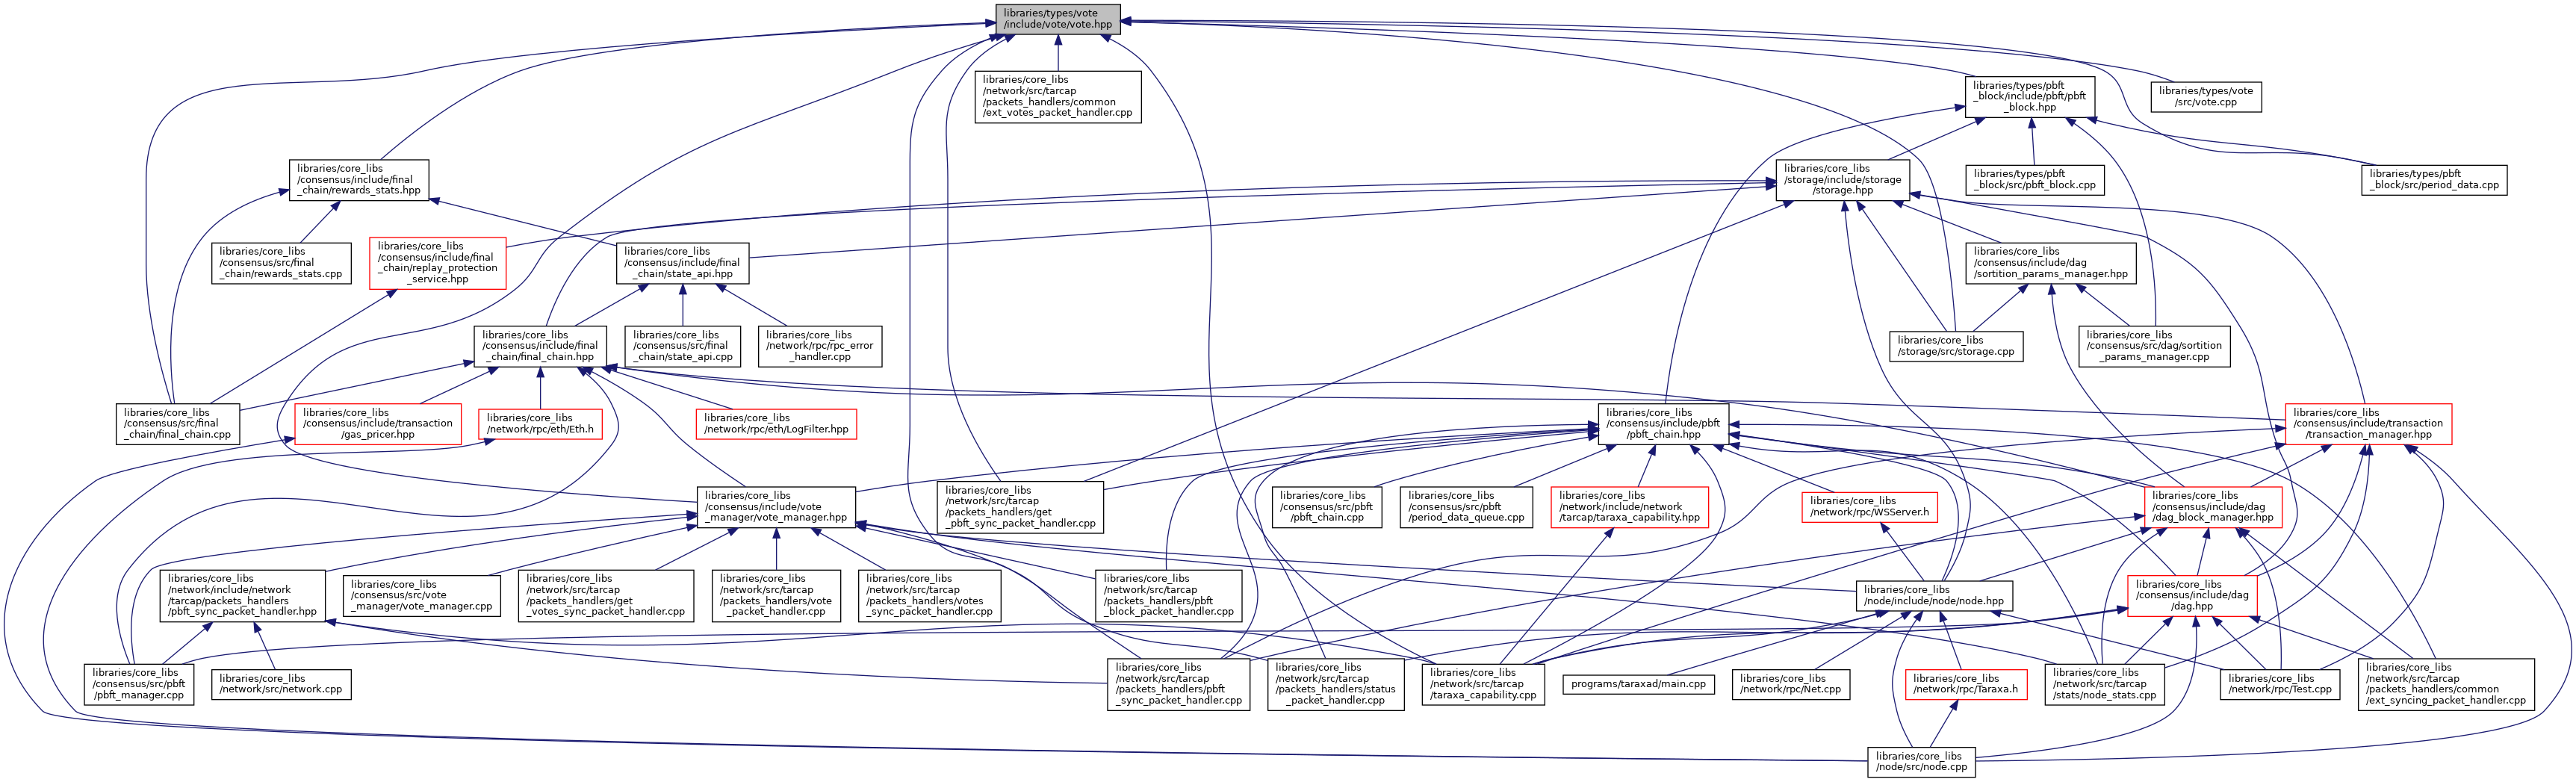 libraries/types/vote
/include/vote/vote.hpp
libraries/core_libs
/network/src/tarcap
/packets_handlers/common
/ext_votes_packet_handler.cpp
libraries/types/pbft
_block/include/pbft/pbft
_block.hpp
libraries/types/vote
/src/vote.cpp
libraries/core_libs
/consensus/include/final
_chain/rewards_stats.hpp
libraries/core_libs
/storage/include/storage
/storage.hpp
libraries/types/pbft
_block/src/pbft_block.cpp
libraries/types/pbft
_block/src/period_data.cpp
libraries/core_libs
/consensus/src/final
_chain/rewards_stats.cpp
libraries/core_libs
/consensus/include/final
_chain/replay_protection
_service.hpp
libraries/core_libs
/consensus/include/final
_chain/state_api.hpp
libraries/core_libs
/consensus/include/dag
/sortition_params_manager.hpp
libraries/core_libs
/consensus/include/final
_chain/final_chain.hpp
libraries/core_libs
/consensus/src/final
_chain/state_api.cpp
libraries/core_libs
/network/rpc/rpc_error
_handler.cpp
libraries/core_libs
/storage/src/storage.cpp
libraries/core_libs
/consensus/src/dag/sortition
_params_manager.cpp
libraries/core_libs
/consensus/src/final
_chain/final_chain.cpp
libraries/core_libs
/consensus/include/transaction
/gas_pricer.hpp
libraries/core_libs
/network/rpc/eth/Eth.h
libraries/core_libs
/network/rpc/eth/LogFilter.hpp
libraries/core_libs
/consensus/include/pbft
/pbft_chain.hpp
libraries/core_libs
/consensus/include/transaction
/transaction_manager.hpp
libraries/core_libs
/consensus/include/vote
_manager/vote_manager.hpp
libraries/core_libs
/network/src/tarcap
/packets_handlers/get
_pbft_sync_packet_handler.cpp
libraries/core_libs
/consensus/src/pbft
/pbft_chain.cpp
libraries/core_libs
/consensus/src/pbft
/period_data_queue.cpp
libraries/core_libs
/network/include/network
/tarcap/taraxa_capability.hpp
libraries/core_libs
/network/rpc/WSServer.h
libraries/core_libs
/consensus/include/dag
/dag_block_manager.hpp
libraries/core_libs
/network/include/network
/tarcap/packets_handlers
/pbft_sync_packet_handler.hpp
libraries/core_libs
/consensus/src/vote
_manager/vote_manager.cpp
libraries/core_libs
/network/src/tarcap
/packets_handlers/get
_votes_sync_packet_handler.cpp
libraries/core_libs
/network/src/tarcap
/packets_handlers/vote
_packet_handler.cpp
libraries/core_libs
/network/src/tarcap
/packets_handlers/votes
_sync_packet_handler.cpp
libraries/core_libs
/network/src/tarcap
/packets_handlers/pbft
_block_packet_handler.cpp
libraries/core_libs
/node/include/node/node.hpp
libraries/core_libs
/consensus/include/dag
/dag.hpp
libraries/core_libs
/consensus/src/pbft
/pbft_manager.cpp
libraries/core_libs
/network/src/network.cpp
libraries/core_libs
/network/src/tarcap
/packets_handlers/pbft
_sync_packet_handler.cpp
libraries/core_libs
/network/src/tarcap
/packets_handlers/status
_packet_handler.cpp
libraries/core_libs
/network/src/tarcap
/taraxa_capability.cpp
programs/taraxad/main.cpp
libraries/core_libs
/network/rpc/Net.cpp
libraries/core_libs
/network/rpc/Taraxa.h
libraries/core_libs
/network/src/tarcap
/stats/node_stats.cpp
libraries/core_libs
/network/rpc/Test.cpp
libraries/core_libs
/network/src/tarcap
/packets_handlers/common
/ext_syncing_packet_handler.cpp
libraries/core_libs
/node/src/node.cpp